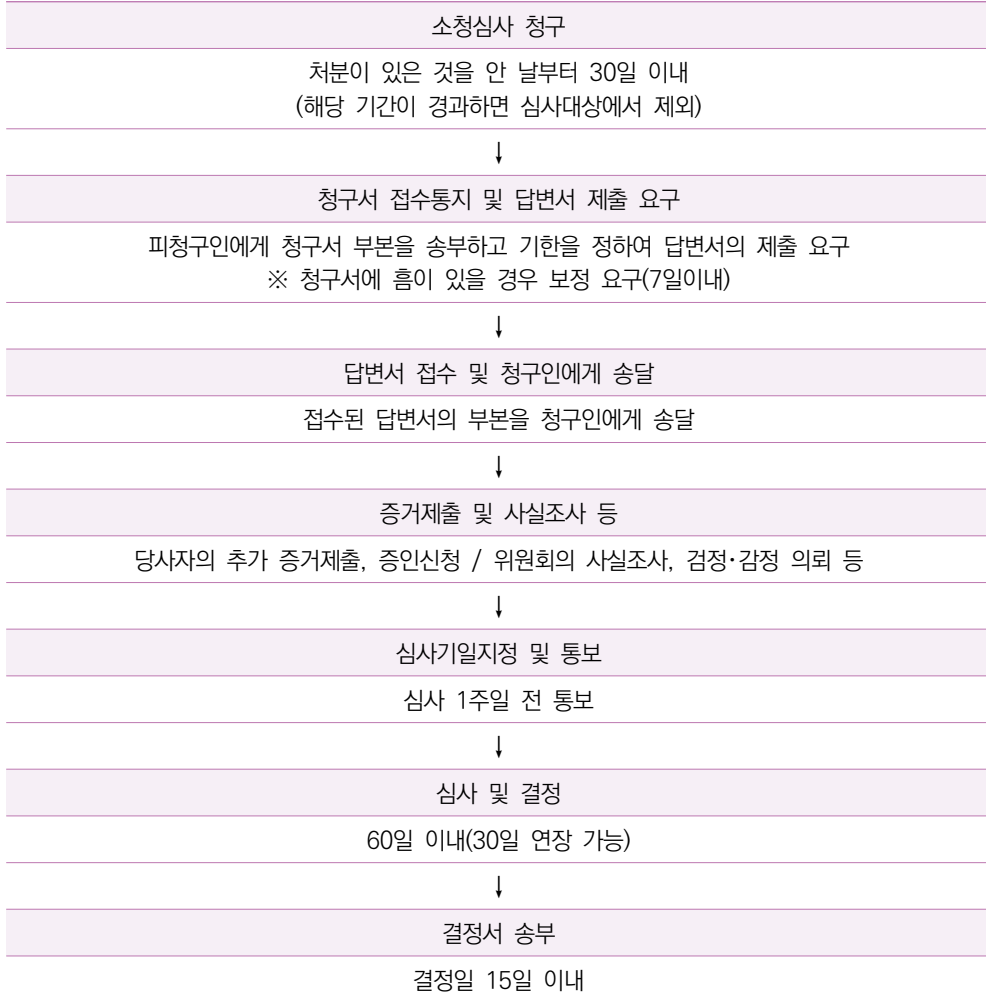 소청심사 청구
처분이 있은 것을 안 날부터 30일 이내
(해당 기간이 경과하면 심사대상에서 제외)
↓
청구서 접수통지 및 답변서 제출 요구
피청구인에게 청구서 부본을 송부하고 기한을 정하여 답변서의 제출 요구
※ 청구서에 흠이 있을 경우 보정 요구(7일이내)
↓
답변서 접수 및 청구인에게 송달
접수된 답변서의 부본을 청구인에게 송달
↓
증거제출 및 사실조사 등
당사자의 추가 증거제출, 증인신청 / 위원회의 사실조사, 검정·감정 의뢰 등
↓
심사기일지정 및 통보
심사 1주일 전 통보
↓
심사 및 결정
60일 이내(30일 연장 가능)
↓
결정서 송부
결정일 15일 이내